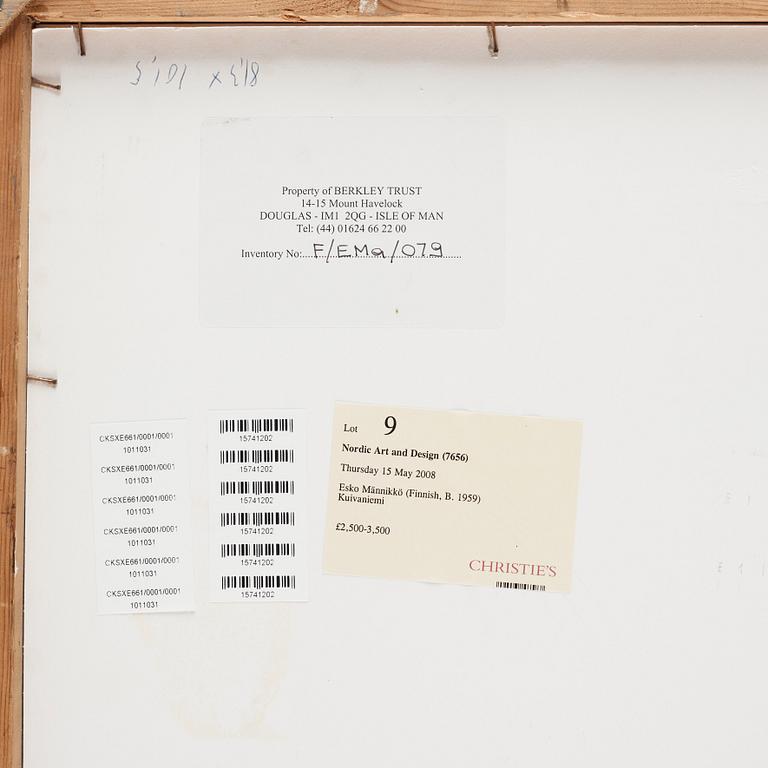 Property of BERKLEY TRUST
14-15 Mount Havelock
DOUGLAS - IM1 2QG - ISLE OF MAN
Tel: (44) 01624 66 22 00
Inventory No:....F/EMa/079....
CKSXE661/0001/0001
1011031
CKSXE661/0001/0001
1011031
CKSXE661/0001/0001
1011031
CKSXE661/0001/0001
1011031
CKSXE661/0001/0001
1011031
CKSXE661/0001/0001
1011031
15741202
15741202
15741202
15741202
15741202
15741202
Lot 9
Nordic Art and Design (7656)
Thursday 15 May 2008
Esko Männikkö (Finnish, B. 1959)
Kuivaniemi
£2,500-3,500
CHRISTIE'S